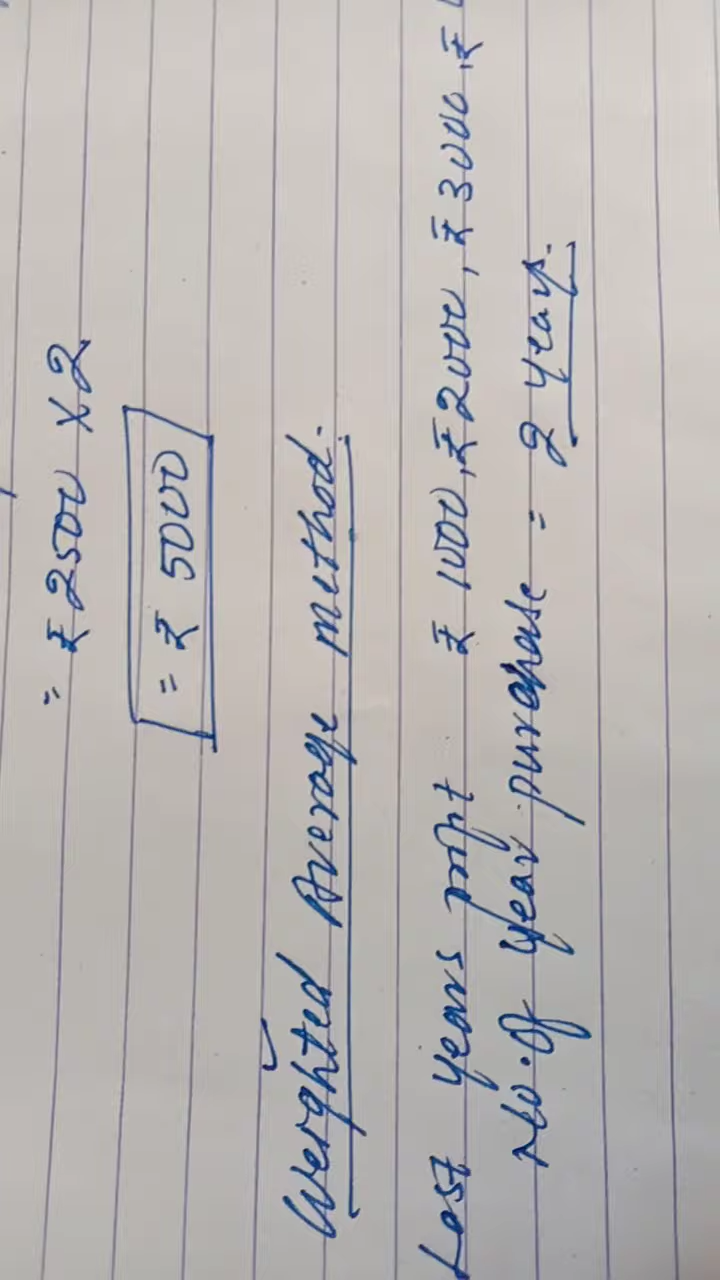 = ₹ 2500 × 2
= ₹ 5000
Weighted Average method.
Last years profit ₹ 1000, ₹ 2000, ₹ 3000, ₹
No. of year purchase = 2 years.